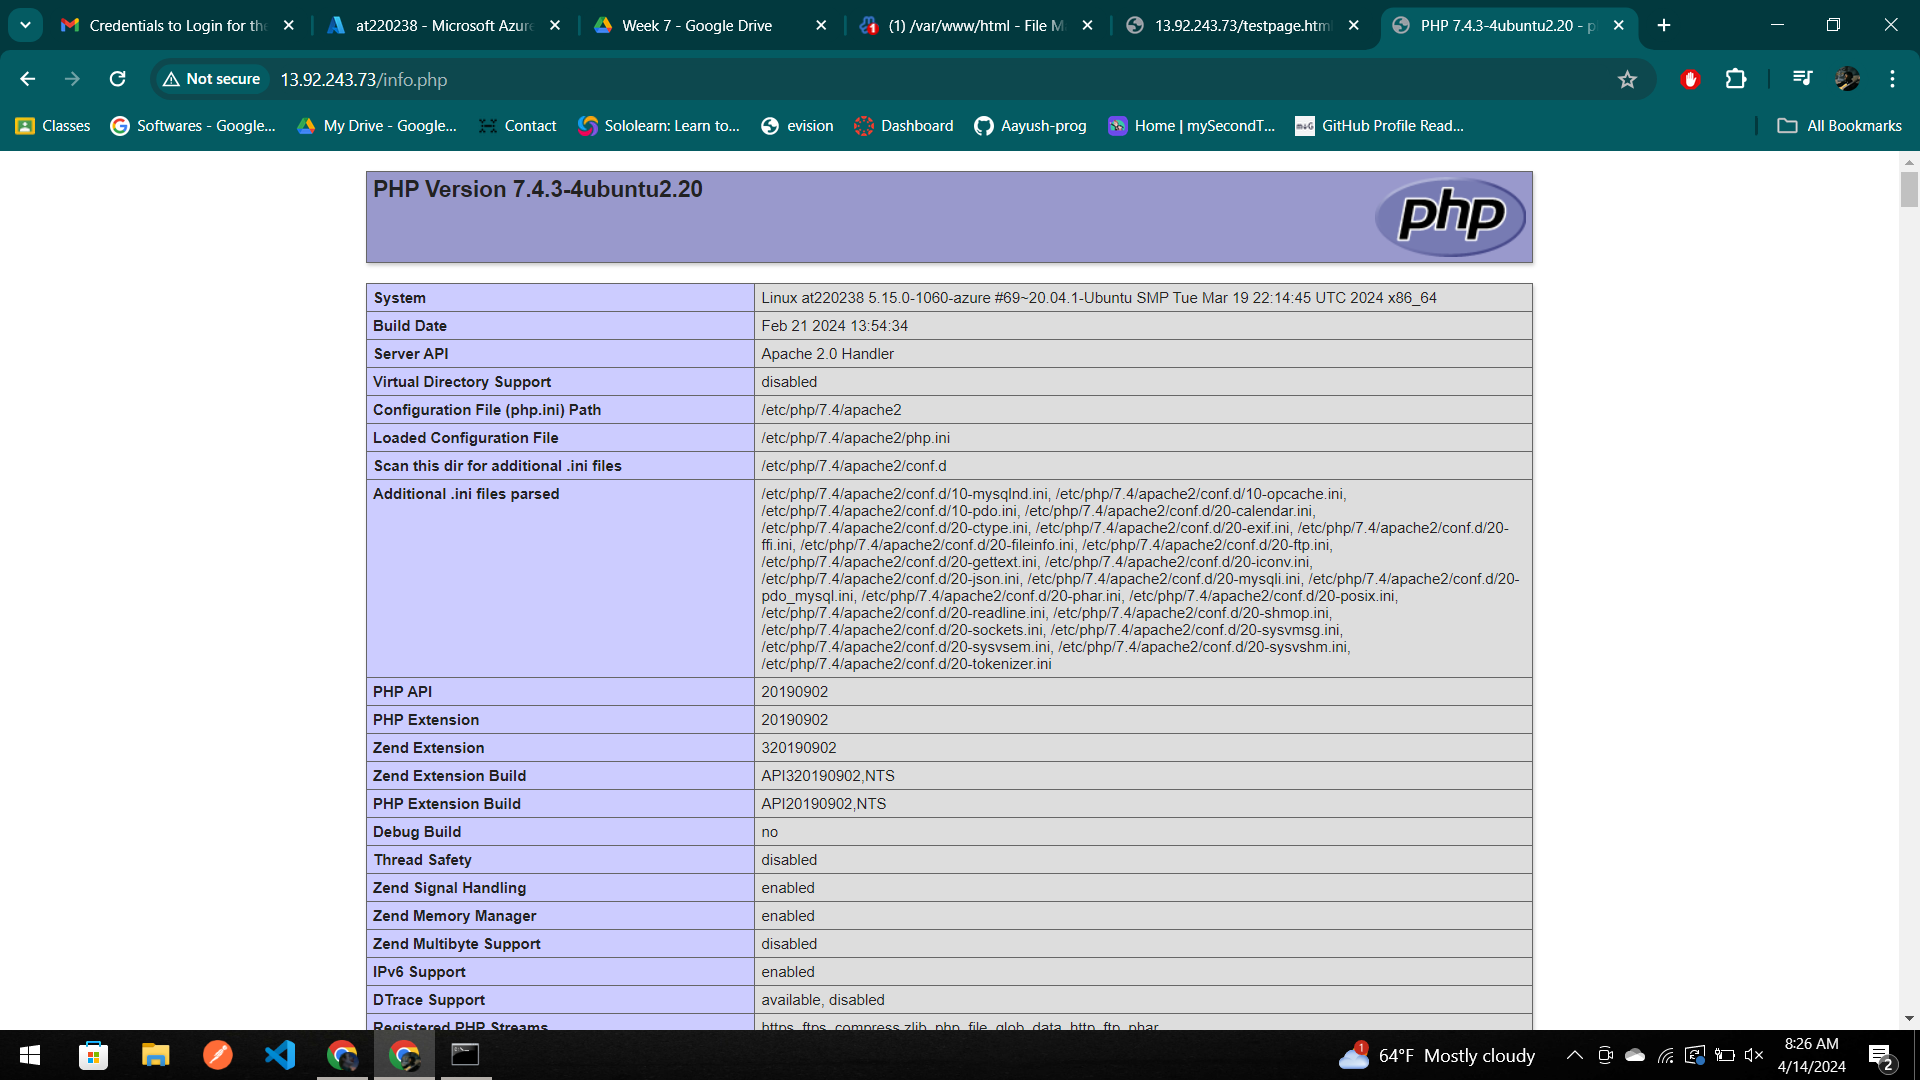 Credentials to Login for the
at220238 - Microsoft Azure
Week 7 - Google Drive
(1) /var/www/html - File M
13.92.243.73/testpage.html
PHP 7.4.3-4ubuntu2.20 - p
Not secure
13.92.243.73/info.php
Classes
Softwares - Google...
My Drive - Google...
Contact
Sololearn: Learn to...
evision
Dashboard
Aayush-prog
Home | mySecondT...
M+G
GitHub Profile Read...
All Bookmarks
PHP Version 7.4.3-4ubuntu2.20
php
System Linux at220238 5.15.0-1060-azure #69~20.04.1-Ubuntu SMP Tue Mar 19 22:14:45 UTC 2024 x86_64
Build Date Feb 21 2024 13:54:34
Server API Apache 2.0 Handler
Virtual Directory Support disabled
Configuration File (php.ini) Path /etc/php/7.4/apache2
Loaded Configuration File /etc/php/7.4/apache2/php.ini
Scan this dir for additional .ini files /etc/php/7.4/apache2/conf.d
Additional .ini files parsed /etc/php/7.4/apache2/conf.d/10-mysqlnd.ini, /etc/php/7.4/apache2/conf.d/10-opcache.ini,
/etc/php/7.4/apache2/conf.d/10-pdo.ini, /etc/php/7.4/apache2/conf.d/20-calendar.ini,
/etc/php/7.4/apache2/conf.d/20-ctype.ini, /etc/php/7.4/apache2/conf.d/20-exif.ini, /etc/php/7.4/apache2/conf.d/20-
ffi.ini, /etc/php/7.4/apache2/conf.d/20-fileinfo.ini, /etc/php/7.4/apache2/conf.d/20-ftp.ini,
/etc/php/7.4/apache2/conf.d/20-gettext.ini, /etc/php/7.4/apache2/conf.d/20-iconv.ini,
/etc/php/7.4/apache2/conf.d/20-json.ini, /etc/php/7.4/apache2/conf.d/20-mysqli.ini, /etc/php/7.4/apache2/conf.d/20-
pdo_mysql.ini, /etc/php/7.4/apache2/conf.d/20-phar.ini, /etc/php/7.4/apache2/conf.d/20-posix.ini,
/etc/php/7.4/apache2/conf.d/20-readline.ini, /etc/php/7.4/apache2/conf.d/20-shmop.ini,
/etc/php/7.4/apache2/conf.d/20-sockets.ini, /etc/php/7.4/apache2/conf.d/20-sysvmsg.ini,
/etc/php/7.4/apache2/conf.d/20-sysvsem.ini, /etc/php/7.4/apache2/conf.d/20-sysvshm.ini,
/etc/php/7.4/apache2/conf.d/20-tokenizer.ini
PHP API 20190902
PHP Extension 20190902
Zend Extension 320190902
Zend Extension Build API320190902,NTS
PHP Extension Build API20190902,NTS
Debug Build no
Thread Safety disabled
Zend Signal Handling enabled
Zend Memory Manager enabled
Zend Multibyte Support disabled
IPv6 Support enabled
DTrace Support available, disabled
Registered PHP Streams https, ftps, compress.zlib, php, file, glob, data, http, ftp, phar
1
64°F Mostly cloudy
8:26 AM
4/14/2024
2